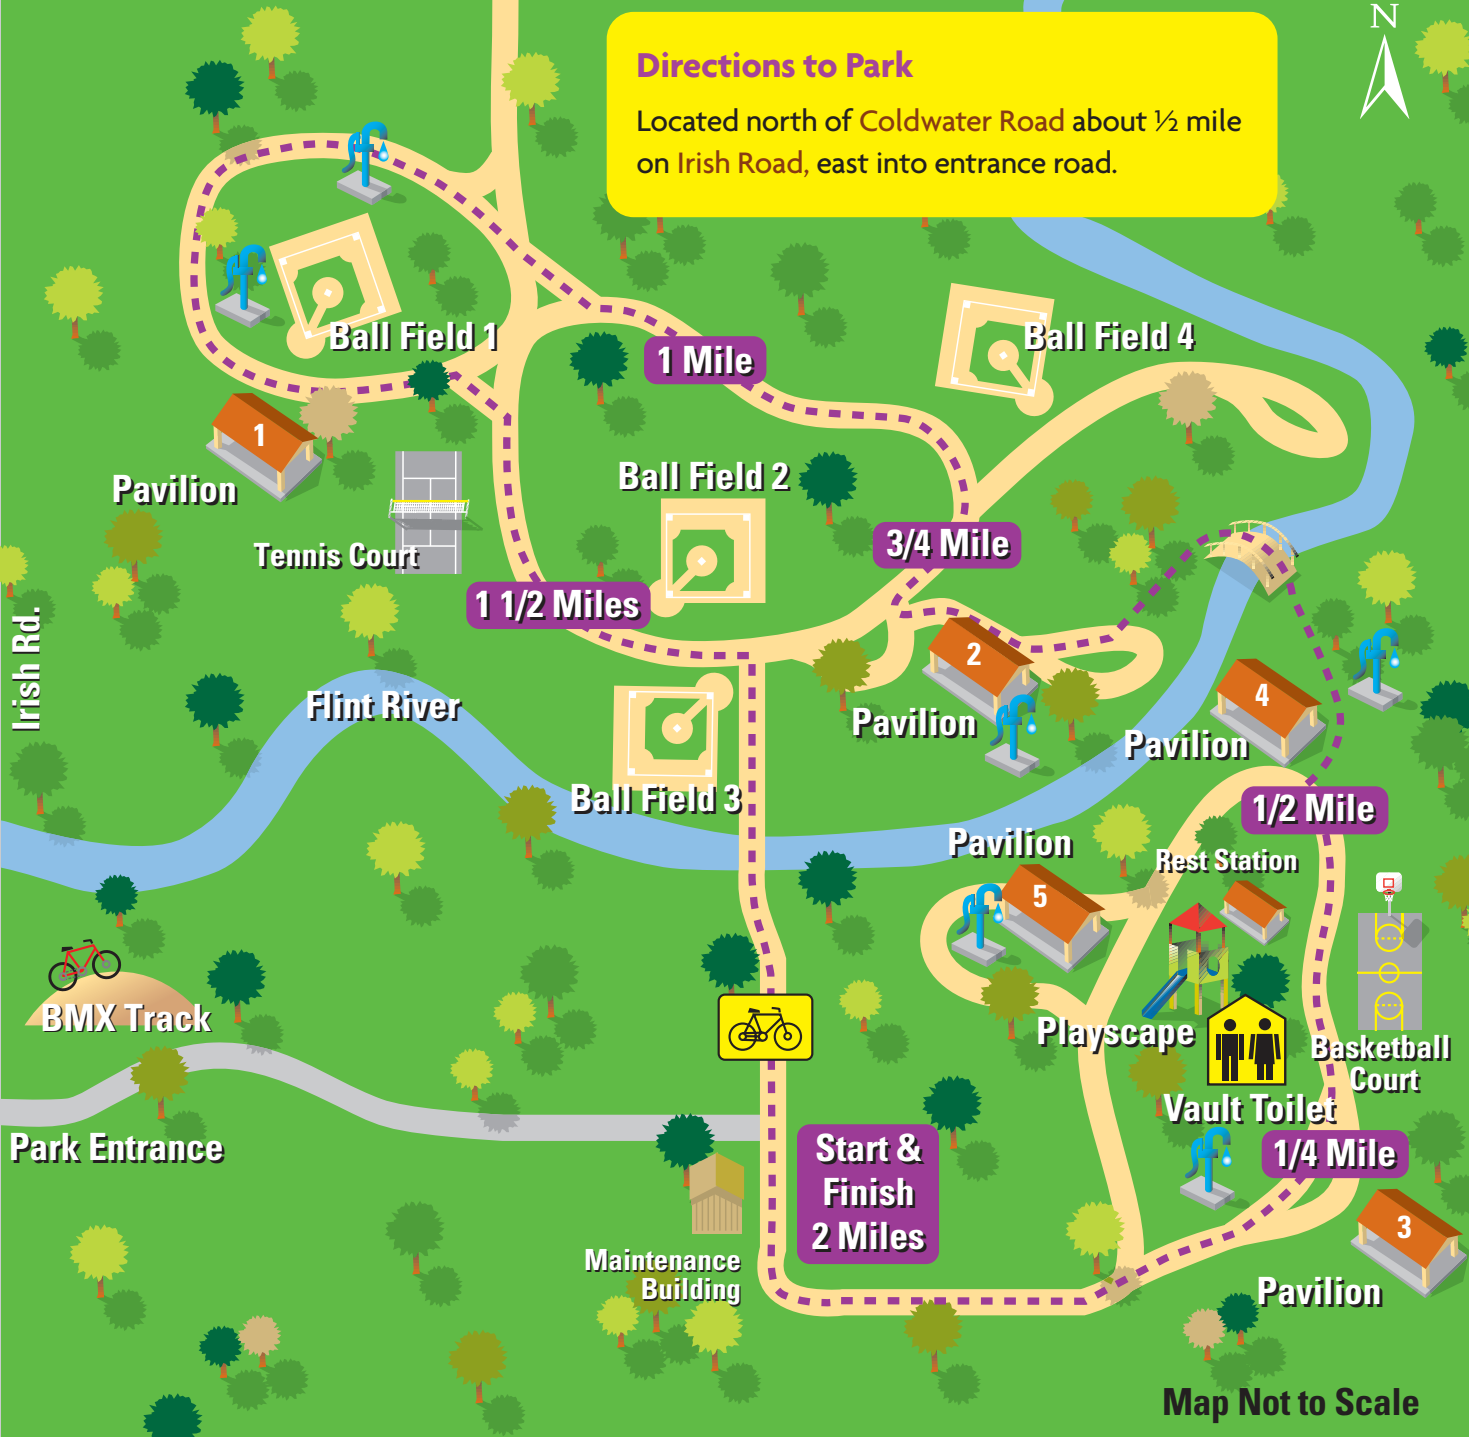 N
Directions to Park
Located north of Coldwater Road about ½ mile
on Irish Road, east into entrance road.
Ball Field 1
1 Mile
Ball Field 4
1
Pavilion
Tennis Court
Ball Field 2
3/4 Mile
1 1/2 Miles
Irish Rd.
Flint River
2
Pavilion
4
Pavilion
Ball Field 3
1/2 Mile
Pavilion
5
Rest Station
BMX Track
Playscape
Basketball
Court
Vault Toilet
Park Entrance
Start &
Finish
2 Miles
1/4 Mile
3
Pavilion
Maintenance
Building
Map Not to Scale